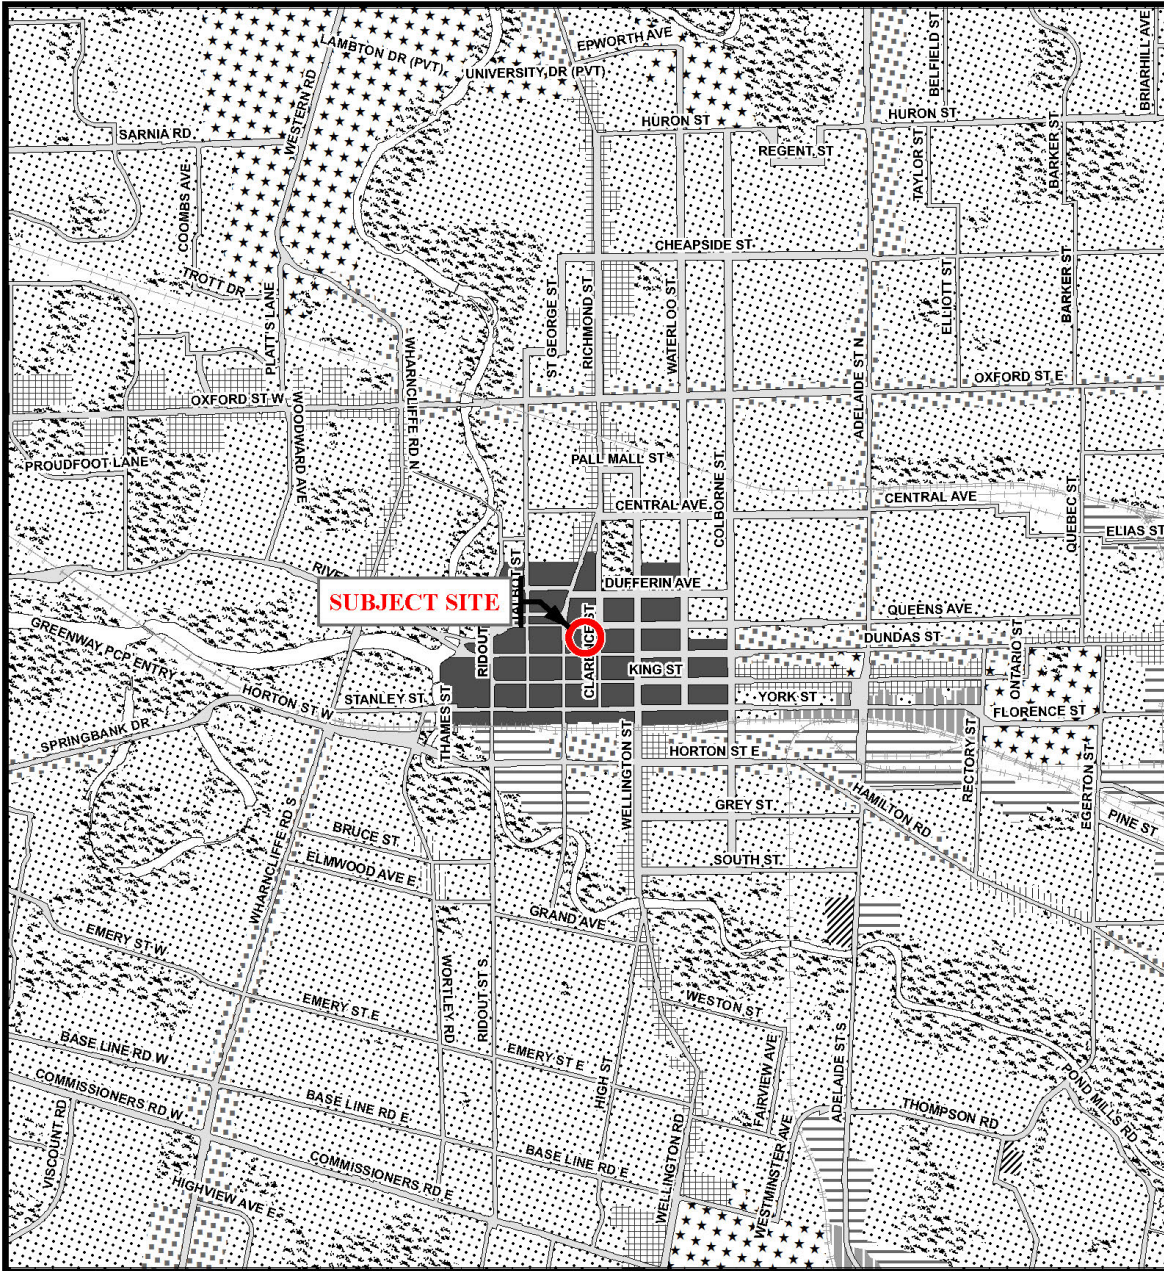 EPWORTH AVE
LAMBTON DR (PVT)
UNIVERSITY DR (PVT)
BELFIELD ST
BRIARHILL AVE
WESTERN RD
SARNIA RD
HURON ST
HURON ST
REGENT ST
TAYLOR ST
BARKER ST
COOMBS AVE
CHEAPSIDE ST
TROTT DR
PLATT'S LANE
ST GEORGE ST
RICHMOND ST
WATERLOO ST
ELLIOTT ST
BARKER ST
WHARNCLIFFE RD N
ADELAIDE ST N
OXFORD ST E
OXFORD ST W
WOODWARD AVE
PROUDFOOT LANE
PALL MALL ST
COLBORNE ST
CENTRAL AVE
CENTRAL AVE
QUEBEC ST
ELIAS ST
DUFFERIN AVE
SUBJECT SITE
QUEENS AVE
GREENWAY PCP ENTRY
RIDOUT
CLARENCE ST
DUNDAS ST
ONTARIO ST
KING ST
HORTON ST W
STANLEY ST
THAMES ST
YORK ST
FLORENCE ST
SPRINGBANK DR
HORTON ST E
WELLINGTON ST
RECTORY ST
EGERTON ST
GREY ST
HAMILTON RD
PINE ST
WHARNCLIFFE RD S
BRUCE ST
ELMWOOD AVE E
SOUTH ST
GRAND AVE
EMERY ST W
WORTLEY RD
RIDOUT ST S
EMERY ST E
WESTON ST
BASE LINE RD W
EMERY ST E
HIGH ST
FAIRVIEW AVE
ADELAIDE ST S
COMMISSIONERS RD W
BASE LINE RD E
THOMPSON RD
POND MILLS RD
VISCOUNT RD
COMMISSIONERS RD E
BASE LINE RD E
WELLINGTON RD
WESTMINSTER AVE
HIGHVIEW AVE E